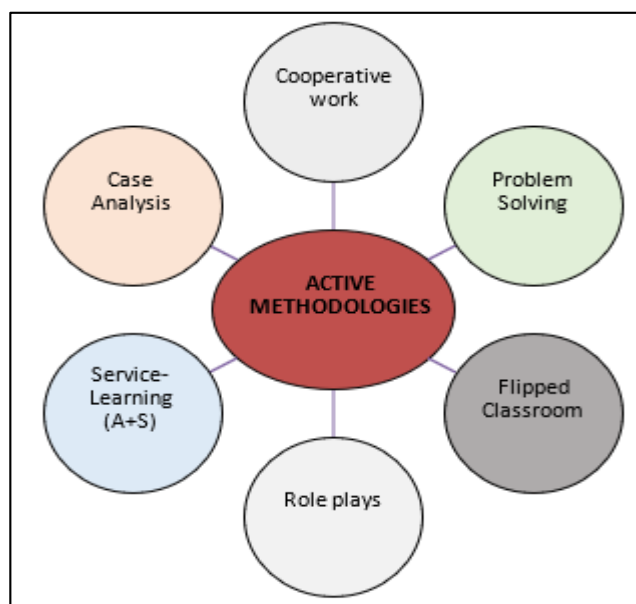 Cooperative
work
Case
Analysis
Problem
Solving
ACTIVE
METHODOLOGIES
Service-
Learning
(A+S)
Flipped
Classroom
Role plays